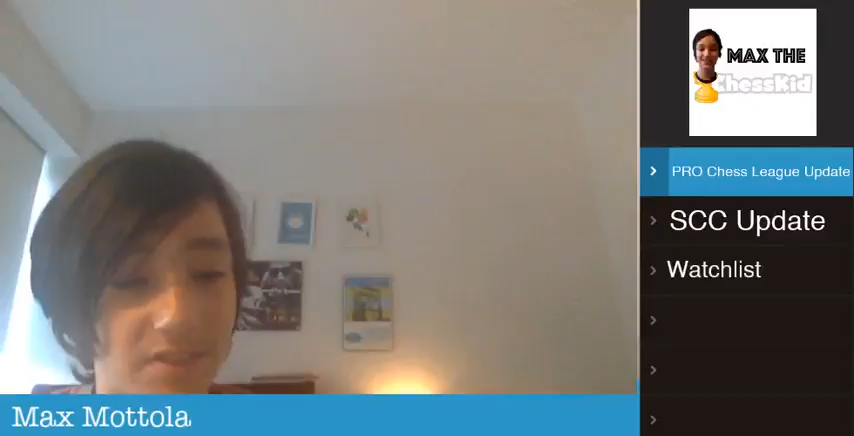 MAX THE
ChessKid
PRO Chess League Update
SCC Update
Watchlist
Max Mottola